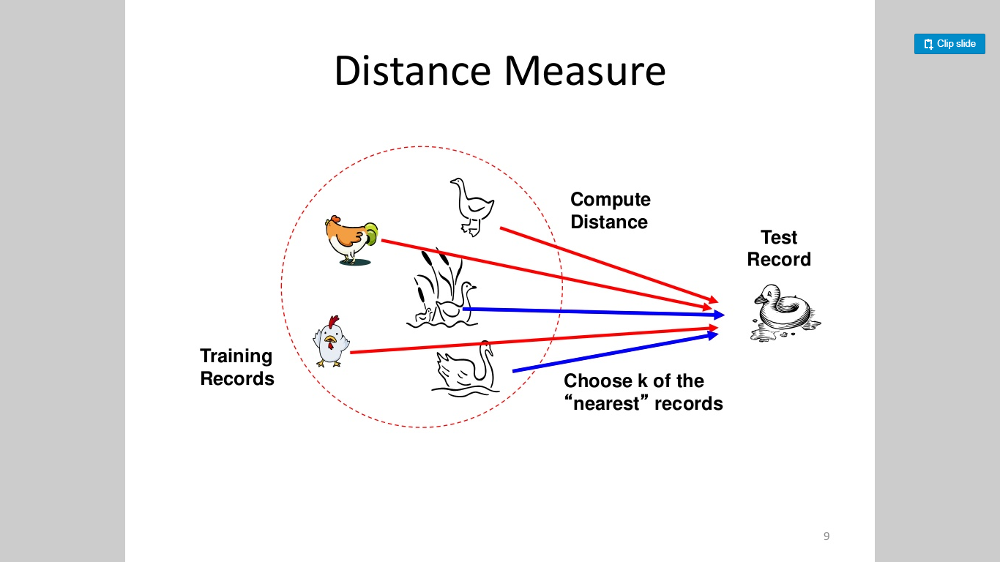 Clip slide
Distance Measure
Compute
Distance
Test
Record
Training
Records
Choose k of the
“nearest” records
9